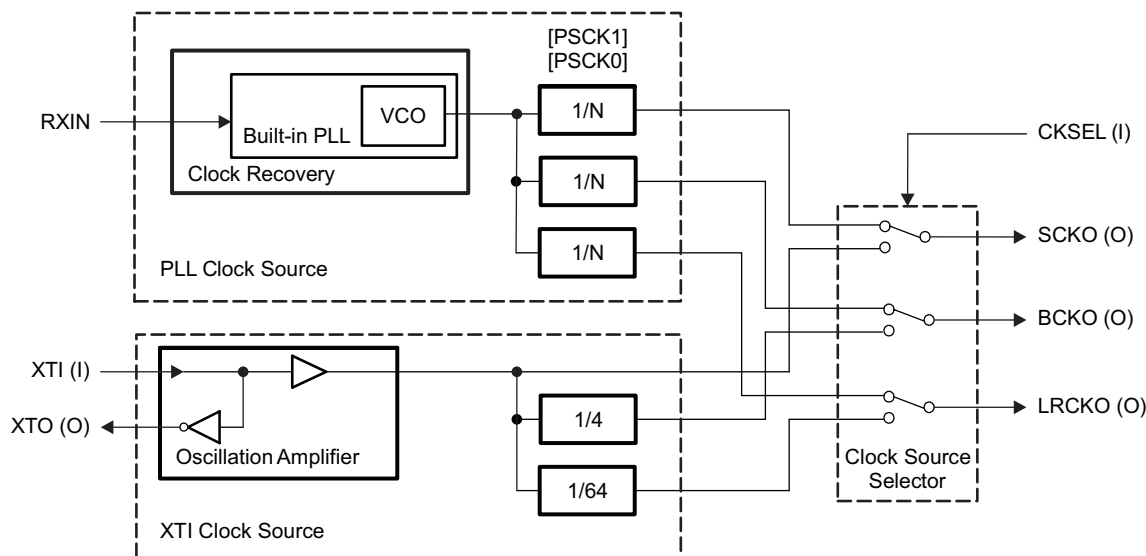 [PSCK1]
[PSCK0]
RXIN
VCO
Built-in PLL
Clock Recovery
1/N
1/N
1/N
PLL Clock Source
CKSEL (I)
SCKO (O)
BCKO (O)
LRCKO (O)
Clock Source
Selector
XTI (I)
XTO (O)
Oscillation Amplifier
1/4
1/64
XTI Clock Source